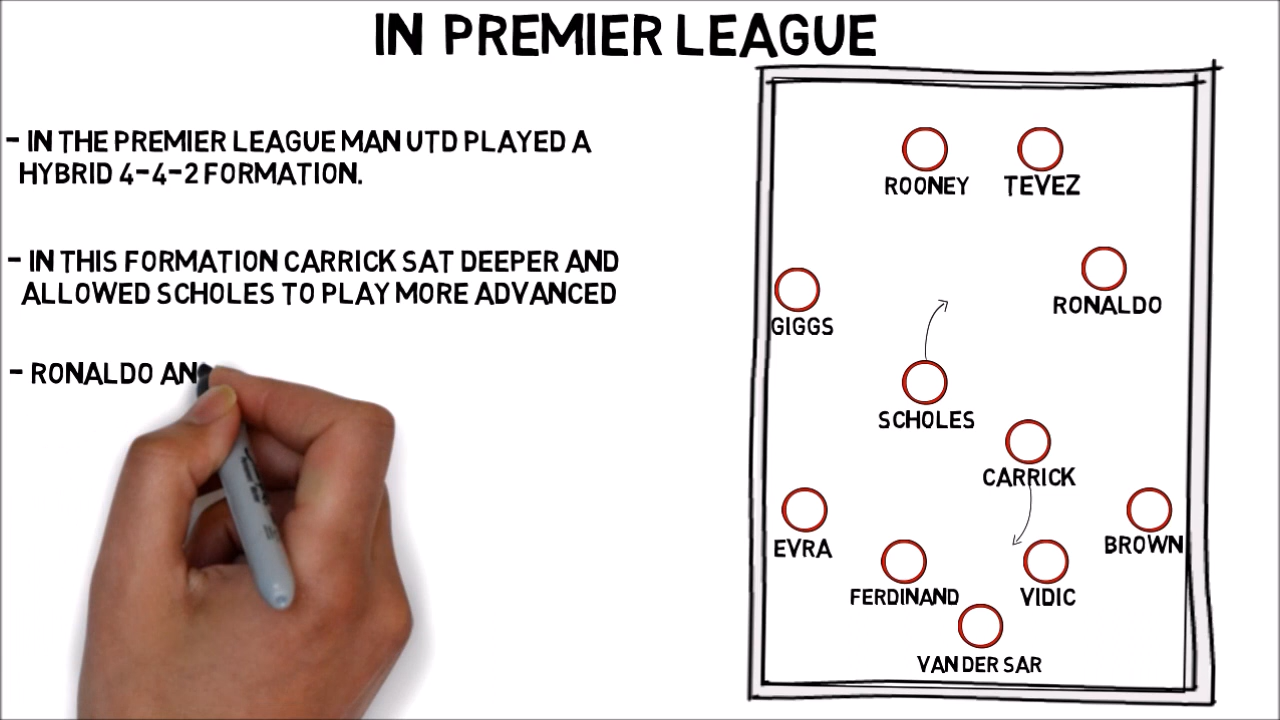 IN PREMIER LEAGUE
- IN THE PREMIER LEAGUE MAN UTD PLAYED A
HYBRID 4-4-2 FORMATION.
- IN THIS FORMATION CARRICK SAT DEEPER AND
ALLOWED SCHOLES TO PLAY MORE ADVANCED
- RONALDO AN
ROONEY
TEVEZ
GIGGS
RONALDO
SCHOLES
CARRICK
EVRA
BROWN
FERDINAND
VIDIC
VAN DER SAR